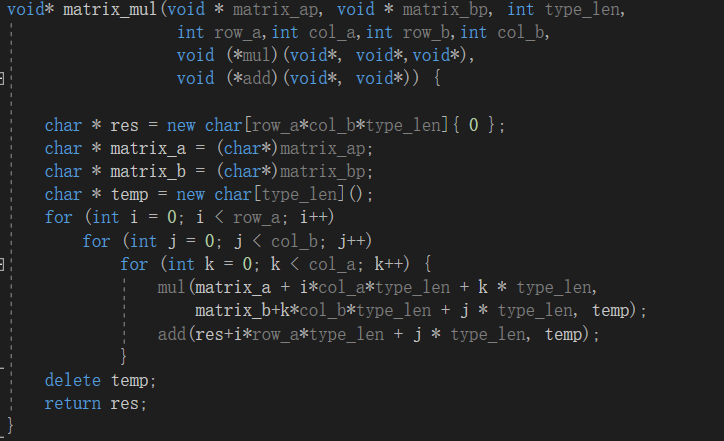 void* matrix_mul(void * matrix_ap, void * matrix_bp, int type_len,
int row_a,int col_a,int row_b,int col_b,
void (*mul)(void*, void*,void*),
void (*add)(void*, void*)) {
char * res = new char[row_a*col_b*type_len]{ 0 };
char * matrix_a = (char*)matrix_ap;
char * matrix_b = (char*)matrix_bp;
char * temp = new char[type_len]();
for (int i = 0; i < row_a; i++)
for (int j = 0; j < col_b; j++)
for (int k = 0; k < col_a; k++) {
mul(matrix_a + i*col_a*type_len + k * type_len,
matrix_b+k*col_b*type_len + j * type_len, temp);
add(res+i*row_a*type_len + j * type_len, temp);
}
delete temp;
return res;
}